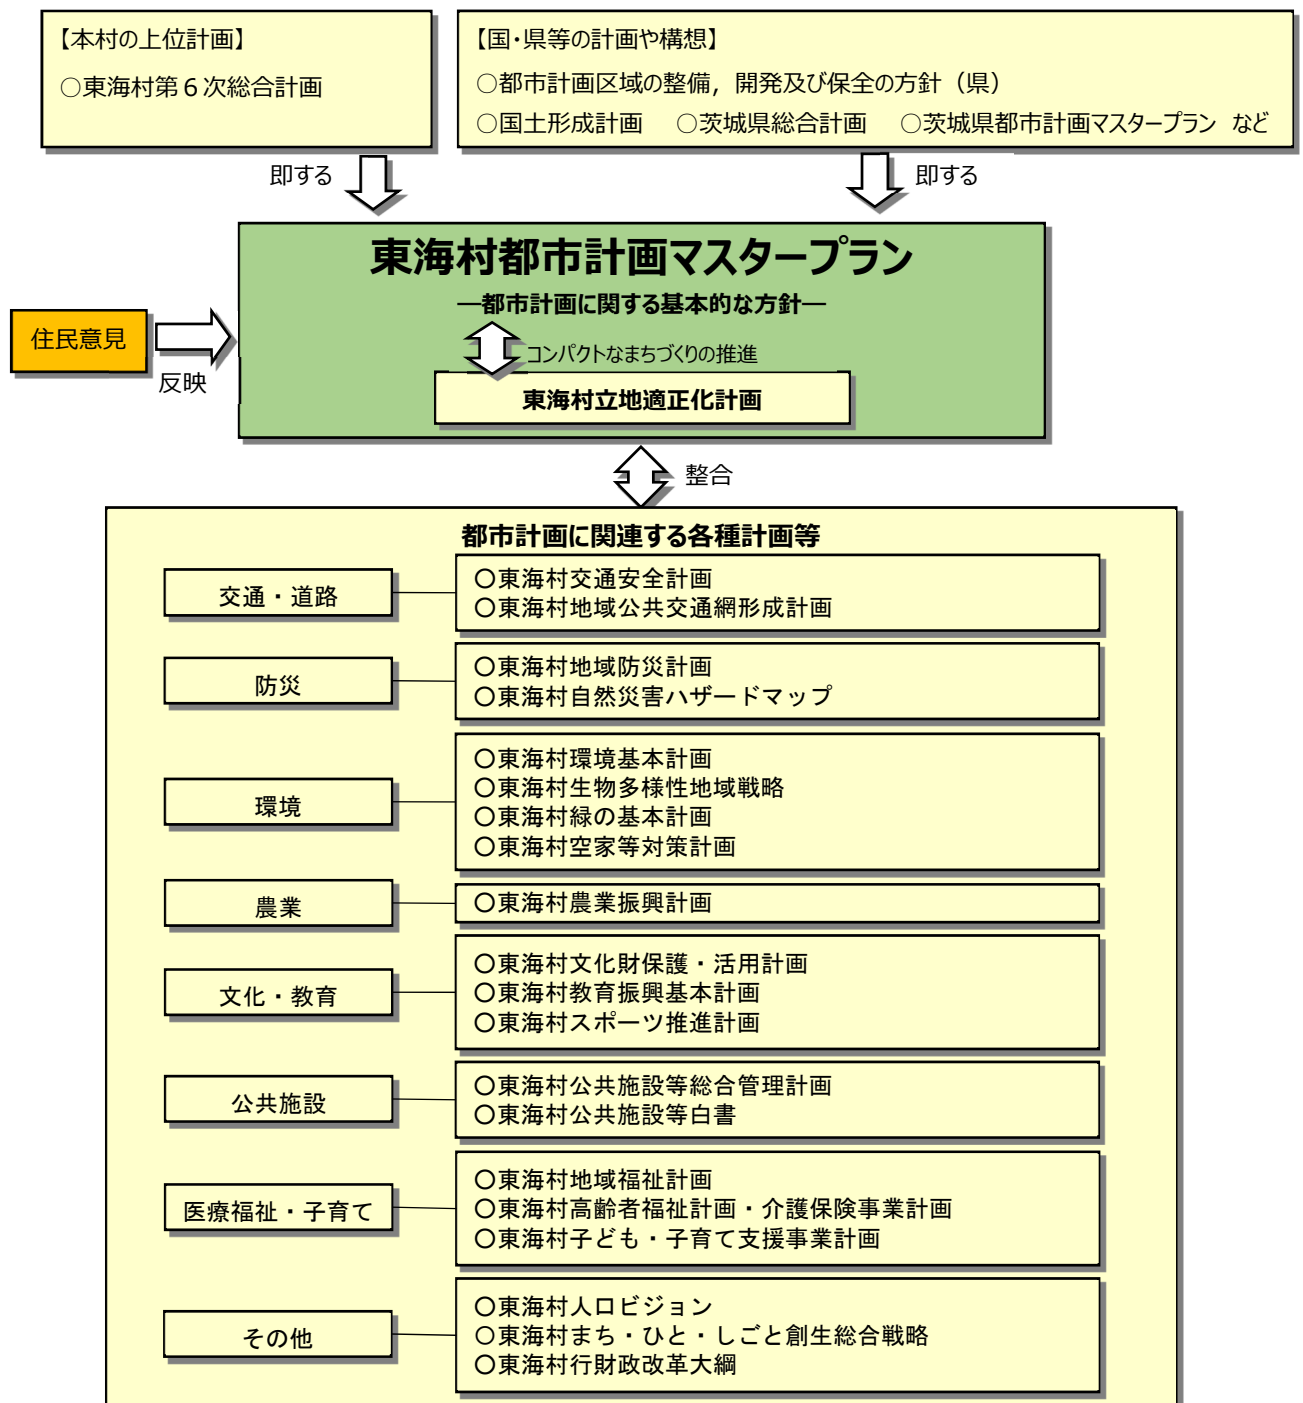 【本村の上位計画】
○東海村第6次総合計画
【国・県等の計画や構想】
○都市計画区域の整備，開発及び保全の方針（県）
○国土形成計画　○茨城県総合計画　○茨城県都市計画マスタープラン　など
即する
即する
東海村都市計画マスタープラン
―都市計画に関する基本的な方針―
住民意見
反映
コンパクトなまちづくりの推進
東海村立地適正化計画
整合
都市計画に関連する各種計画等
交通・道路
○東海村交通安全計画
○東海村地域公共交通網形成計画
防災
○東海村地域防災計画
○東海村自然災害ハザードマップ
環境
○東海村環境基本計画
○東海村生物多様性地域戦略
○東海村緑の基本計画
○東海村空家等対策計画
農業
○東海村農業振興計画
文化・教育
○東海村文化財保護・活用計画
○東海村教育振興基本計画
○東海村スポーツ推進計画
公共施設
○東海村公共施設等総合管理計画
○東海村公共施設等白書
医療福祉・子育て
○東海村地域福祉計画
○東海村高齢者福祉計画・介護保険事業計画
○東海村子ども・子育て支援事業計画
その他
○東海村人口ビジョン
○東海村まち・ひと・しごと創生総合戦略
○東海村行財政改革大綱